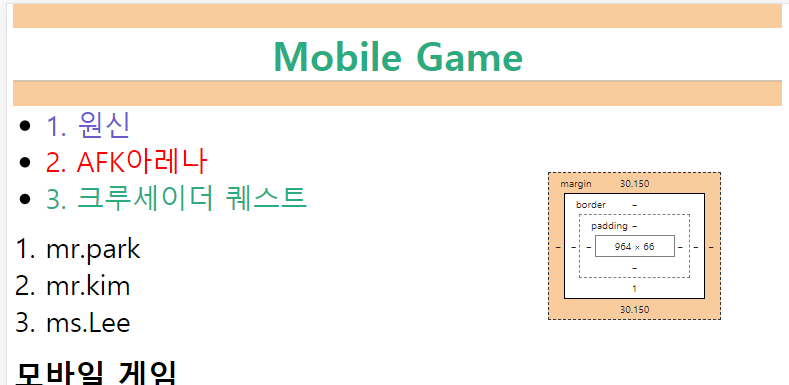 Mobile Game
1. 원신
2. AFK아레나
3. 크루세이더 퀘스트
1. mr.park
2. mr.kim
3. ms.Lee
모바일 게임
margin 30.150
border –
padding –
– – – 964 × 66 – – –
–
1
30.150